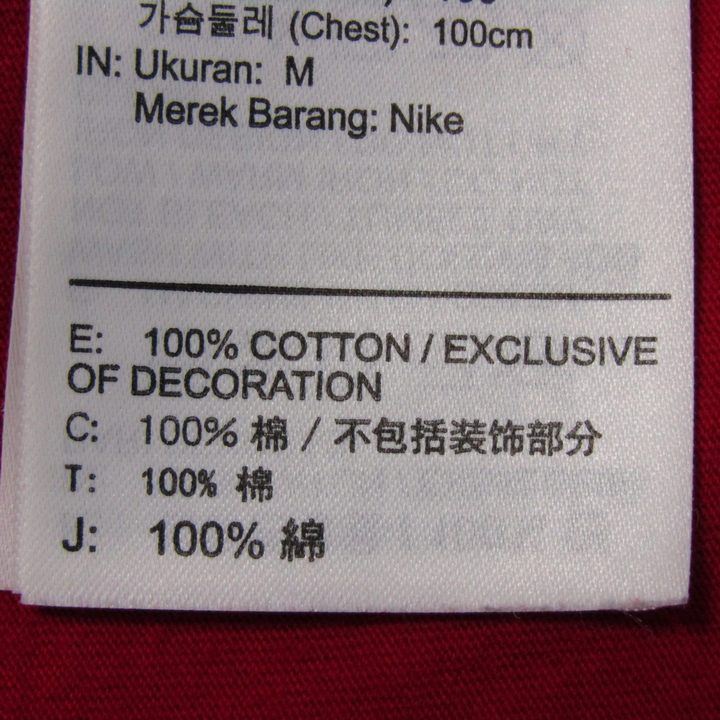 가슴둘레 (Chest): 100cm
IN: Ukuran: M
Merek Barang: Nike
E: 100% COTTON / EXCLUSIVE
OF DECORATION
C: 100% 棉 / 不包括装饰部分
T: 100% 棉
J: 100% 綿